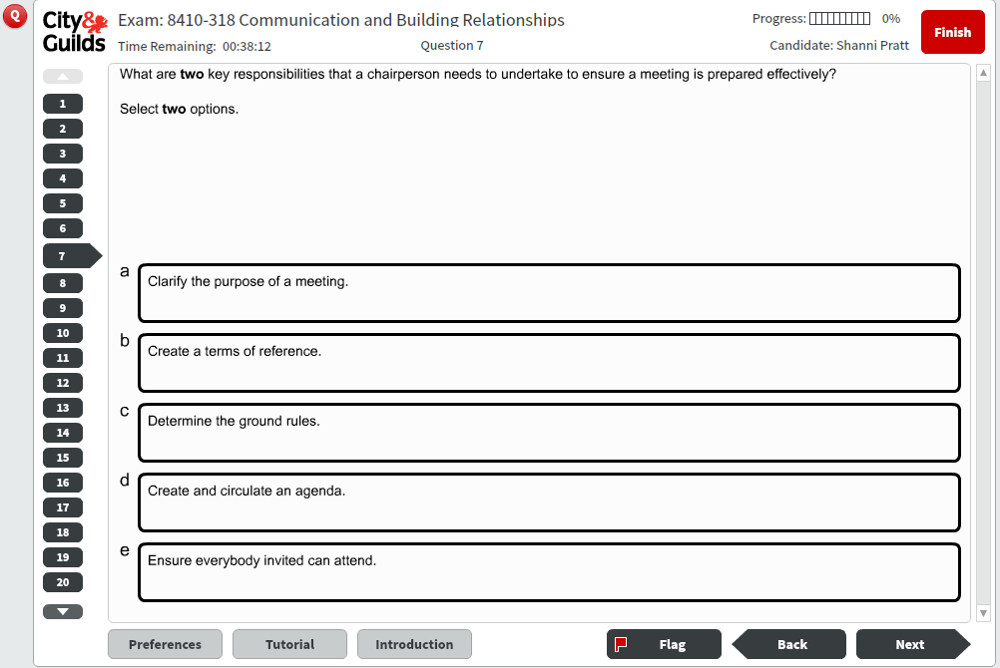 Q
City&
Guilds
Exam: 8410-318 Communication and Building Relationships
Time Remaining: 00:38:12
Question 7
Progress: 0%
Candidate: Shanni Pratt
Finish
What are two key responsibilities that a chairperson needs to undertake to ensure a meeting is prepared effectively?
Select two options.
1
2
3
4
5
6
7
8
9
10
11
12
13
14
15
16
17
18
19
20
a Clarify the purpose of a meeting.
b Create a terms of reference.
c Determine the ground rules.
d Create and circulate an agenda.
e Ensure everybody invited can attend.
Preferences
Tutorial
Introduction
Flag
Back
Next